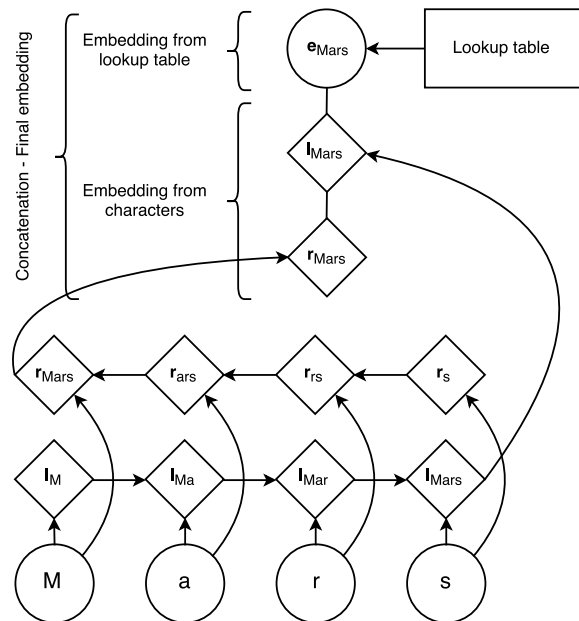 Concatenation - Final embedding
Embedding from
lookup table
e_Mars
Lookup table
l_Mars
Embedding from
characters
r_Mars
r_Mars
r_ars
r_rs
r_s
l_M
l_Ma
l_Mar
l_Mars
M
a
r
s